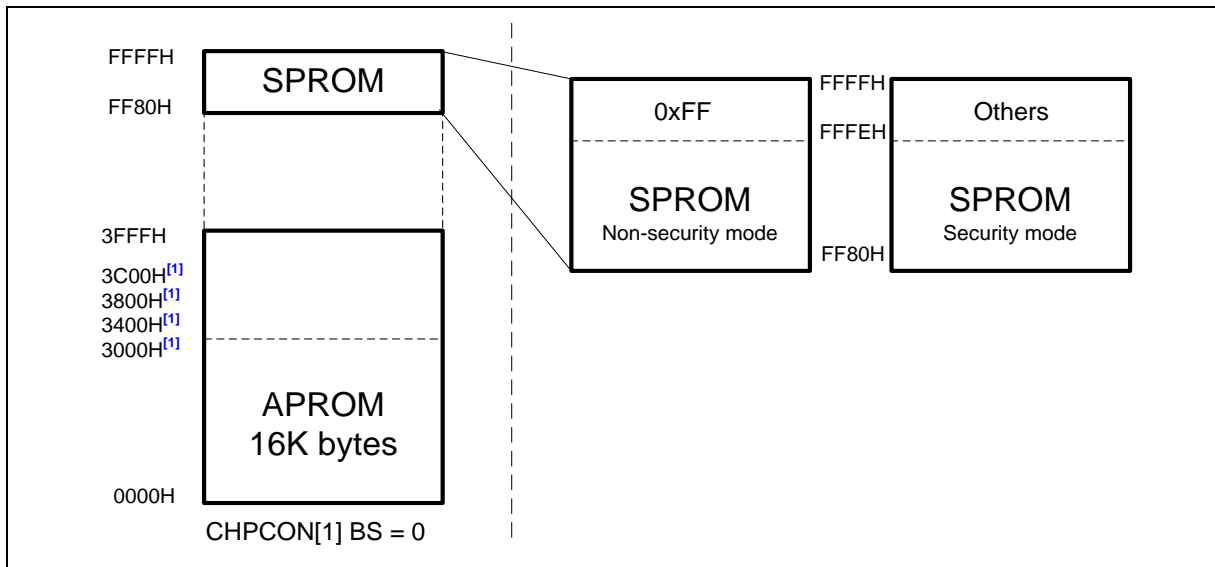 FFFFH
SPROM
FF80H
3FFFH
3C00H[1]
3800H[1]
3400H[1]
3000H[1]
APROM
16K bytes
0000H
CHPCON[1] BS = 0
0xFF
SPROM
Non-security mode
FFFFH
FFFEH
FF80H
Others
SPROM
Security mode